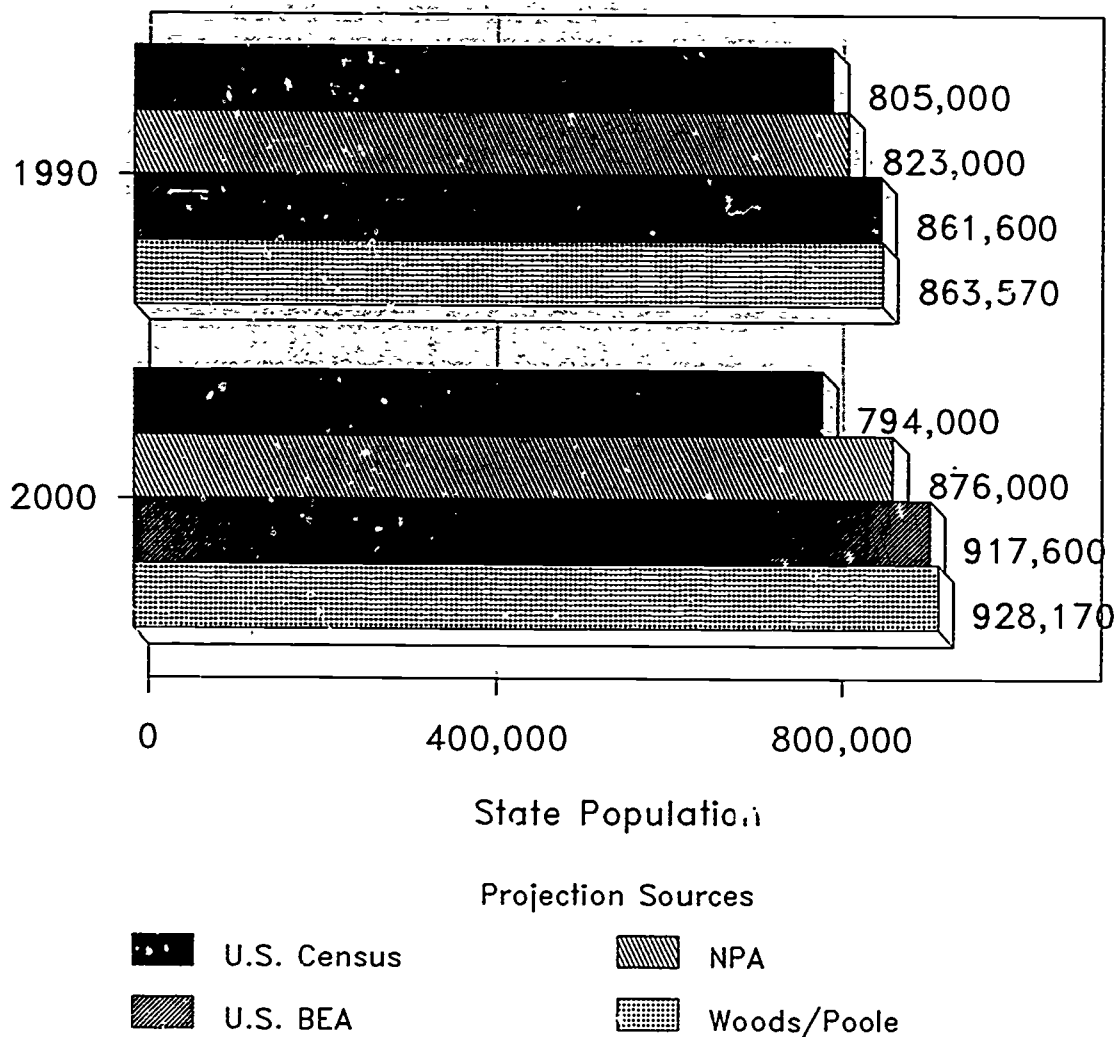 805,000
1990
823,000
861,600
863,570
794,000
2000
876,000
917,600
928,170
0 400,000 800,000
State Population
Projection Sources
U.S. Census NPA
U.S. BEA Woods/Poole